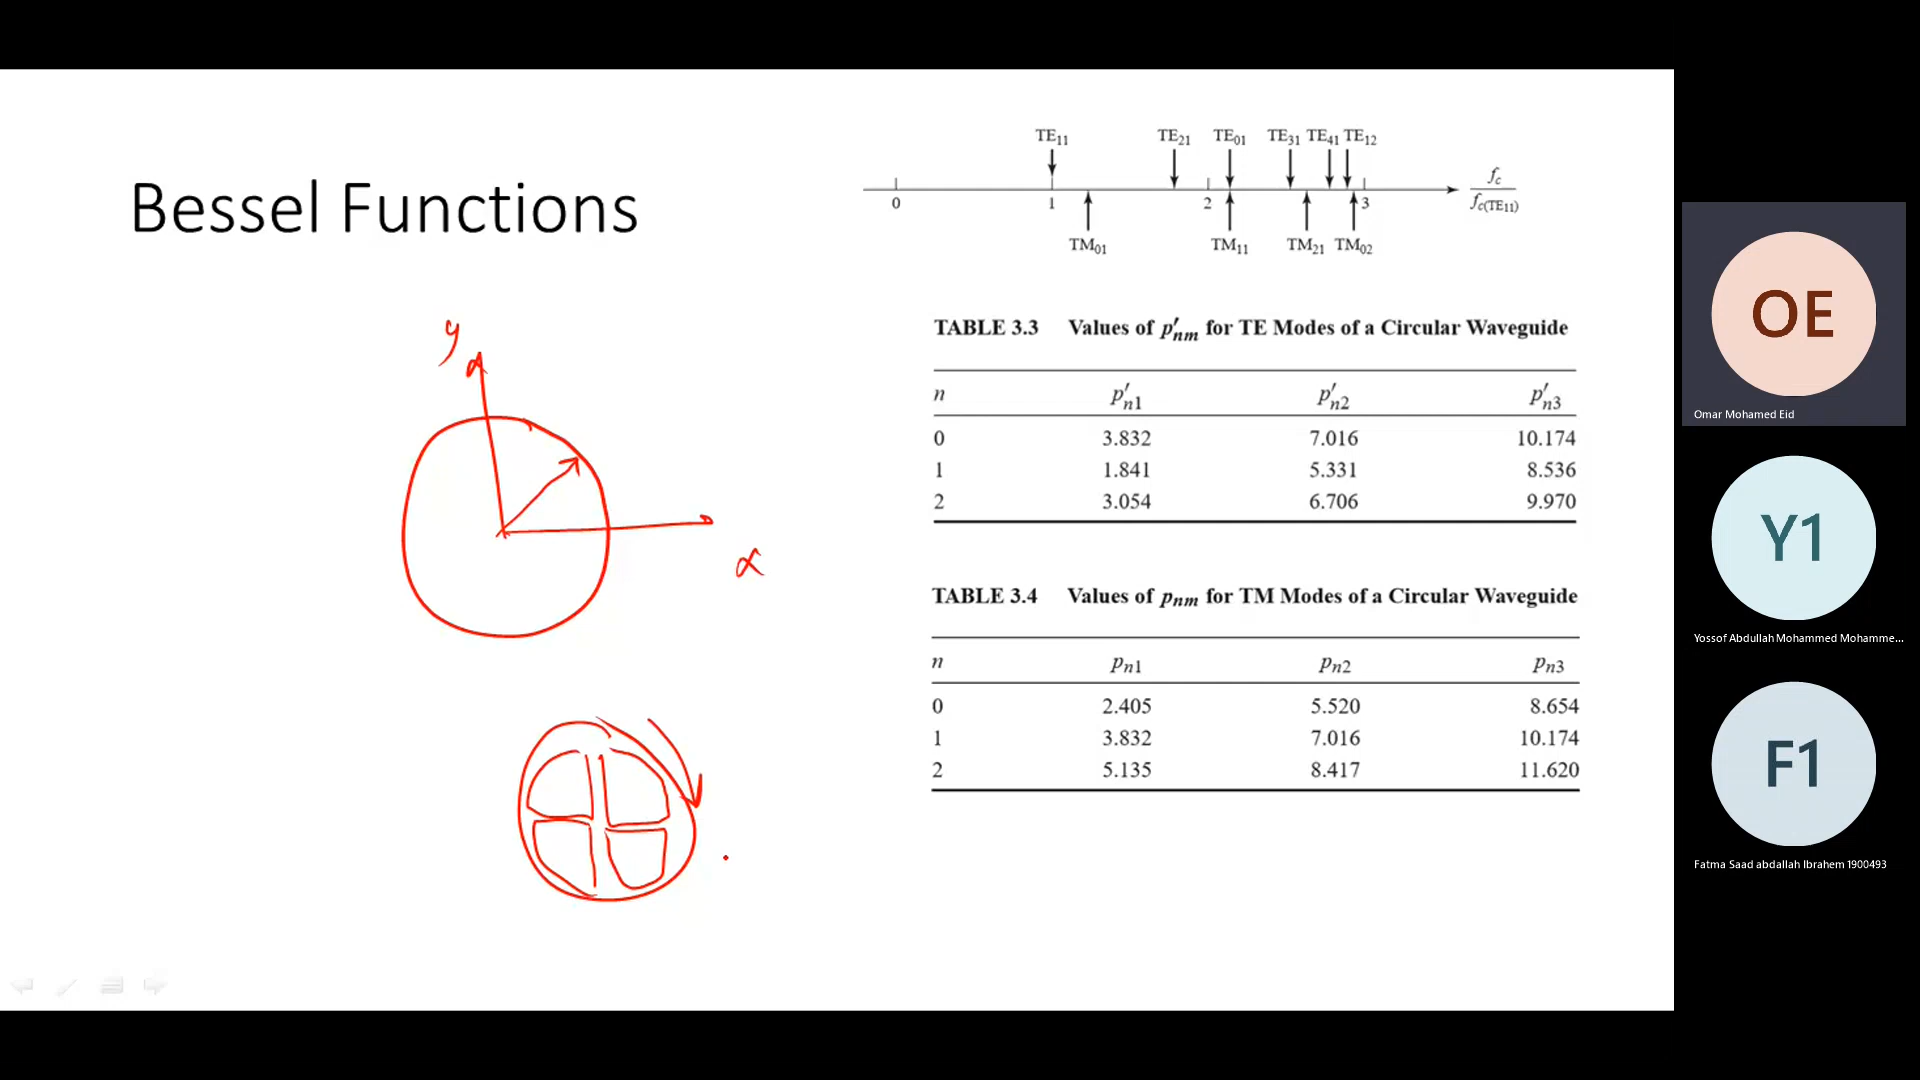 Bessel Functions
TE11 TE21 TE01 TE31 TE41 TE12
0 1 2 3
fc
fc(TE11)
TM01 TM11 TM21 TM02
y
x
TABLE 3.3 Values of p′nm for TE Modes of a Circular Waveguide
n p′n1 p′n2 p′n3
0 3.832 7.016 10.174
1 1.841 5.331 8.536
2 3.054 6.706 9.970
TABLE 3.4 Values of pnm for TM Modes of a Circular Waveguide
n pn1 pn2 pn3
0 2.405 5.520 8.654
1 3.832 7.016 10.174
2 5.135 8.417 11.620
OE
Omar Mohamed Eid
Y1
Yossof Abdullah Mohammed Mohamme...
F1
Fatma Saad abdallah Ibrahem 1900493